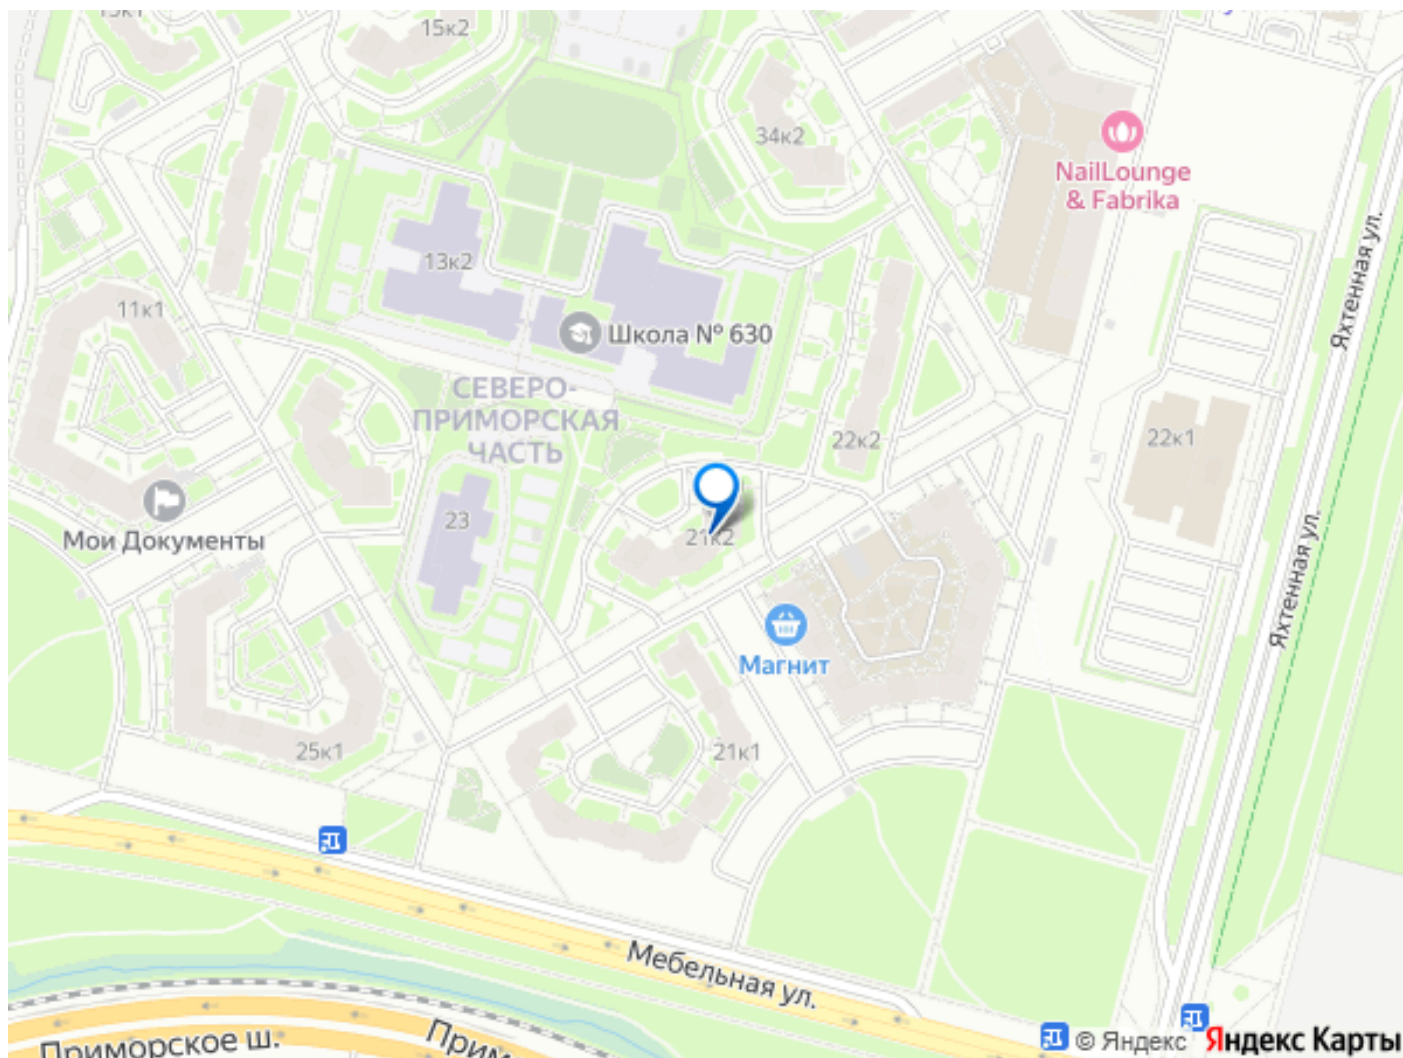 15к2
34к2
NailLounge
& Fabrika
13к2
11к1
Школа № 630
Яхтенная ул.
СЕВЕРО-
ПРИМОРСКАЯ
ЧАСТЬ
22к2
22к1
Мои Документы
23
21к2
Яхтенная ул.
Магнит
25к1
21к1
Мебельная ул.
Приморское ш.
© Яндекс Яндекс Карты